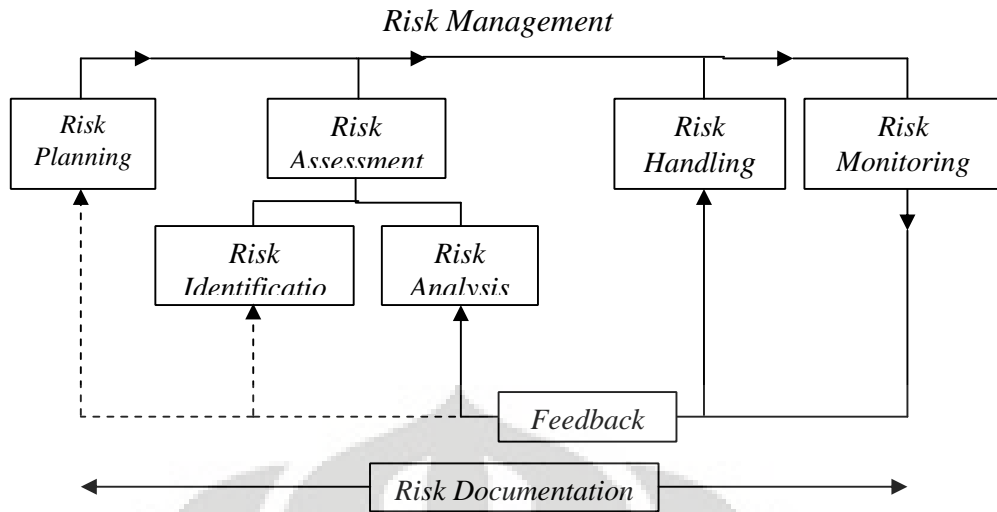 Risk Management
Risk
Planning
Risk
Assessment
Risk
Handling
Risk
Monitoring
Risk
Identificatio
Risk
Analysis
Feedback
Risk Documentation